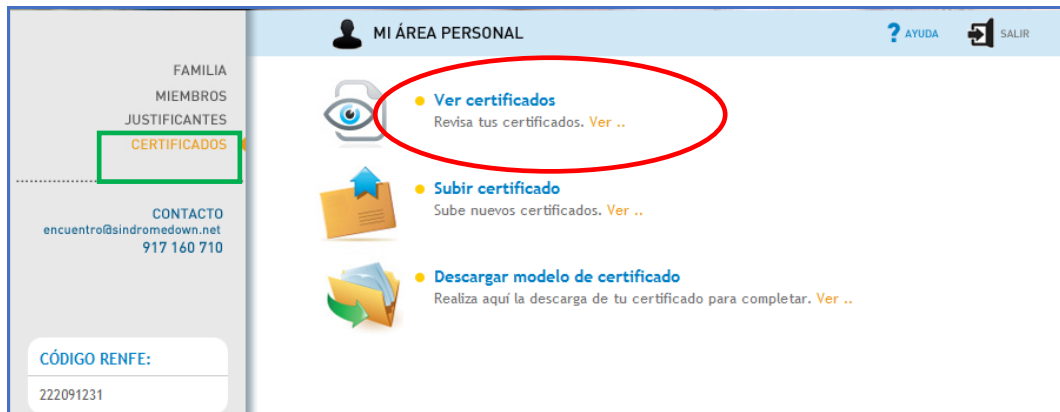 MI ÁREA PERSONAL
? AYUDA
SALIR
FAMILIA
MIEMBROS
JUSTIFICANTES
CERTIFICADOS
CONTACTO
encuentro@sindromedown.net
917 160 710
CÓDIGO RENFE:
222091231
Ver certificados
Revisa tus certificados. Ver ..
Subir certificado
Sube nuevos certificados. Ver ..
Descargar modelo de certificado
Realiza aquí la descarga de tu certificado para completar. Ver ..